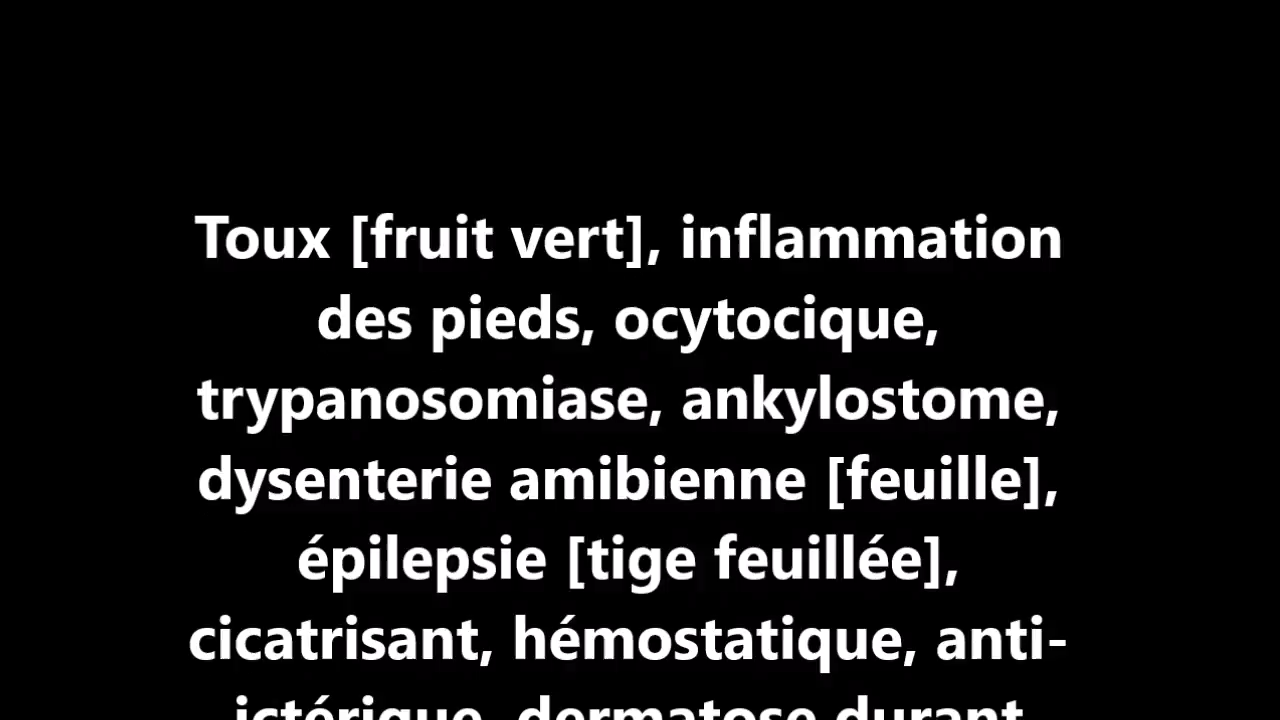 Toux [fruit vert], inflammation
des pieds, ocytocique,
trypanosomiase, ankylostome,
dysenterie amibienne [feuille],
épilepsie [tige feuillée],
cicatrisant, hémostatique, anti-
ictérique, dermatose durant